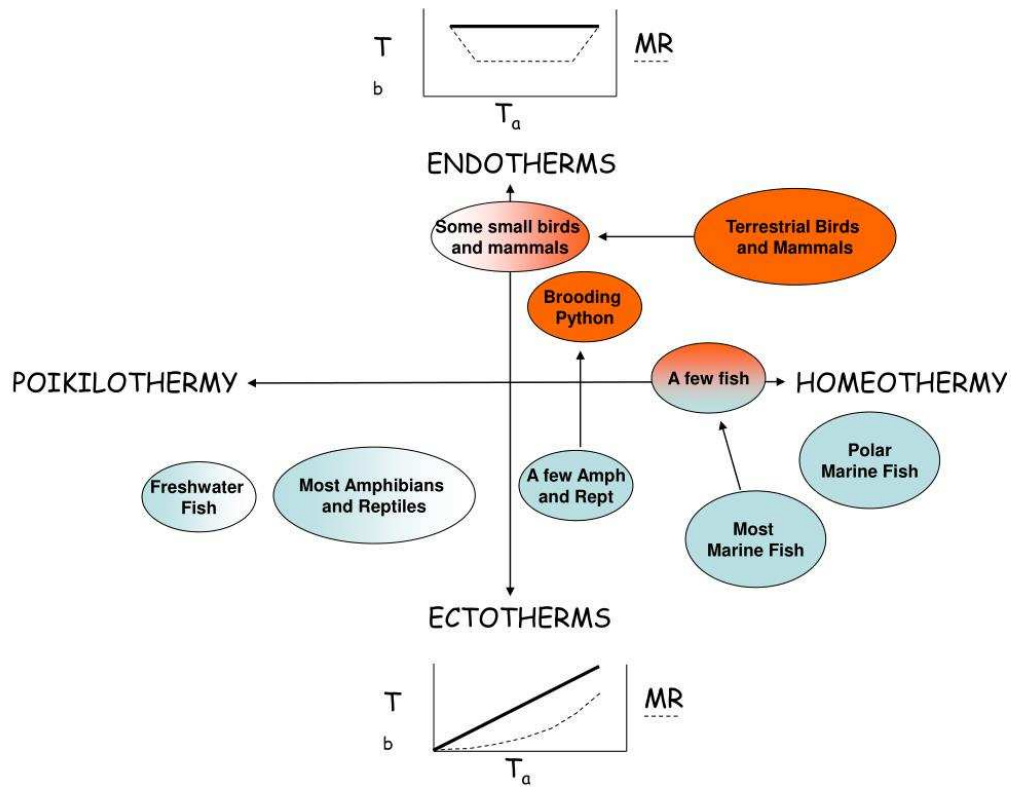 T
b
MR
Ta
ENDOTHERMS
Some small birds
and mammals
Terrestrial Birds
and Mammals
Brooding
Python
POIKILOTHERMY
A few fish
HOMEOTHERMY
Polar
Marine Fish
Freshwater
Fish
Most Amphibians
and Reptiles
A few Amph
and Rept
Most
Marine Fish
ECTOTHERMS
T
b
MR
Ta